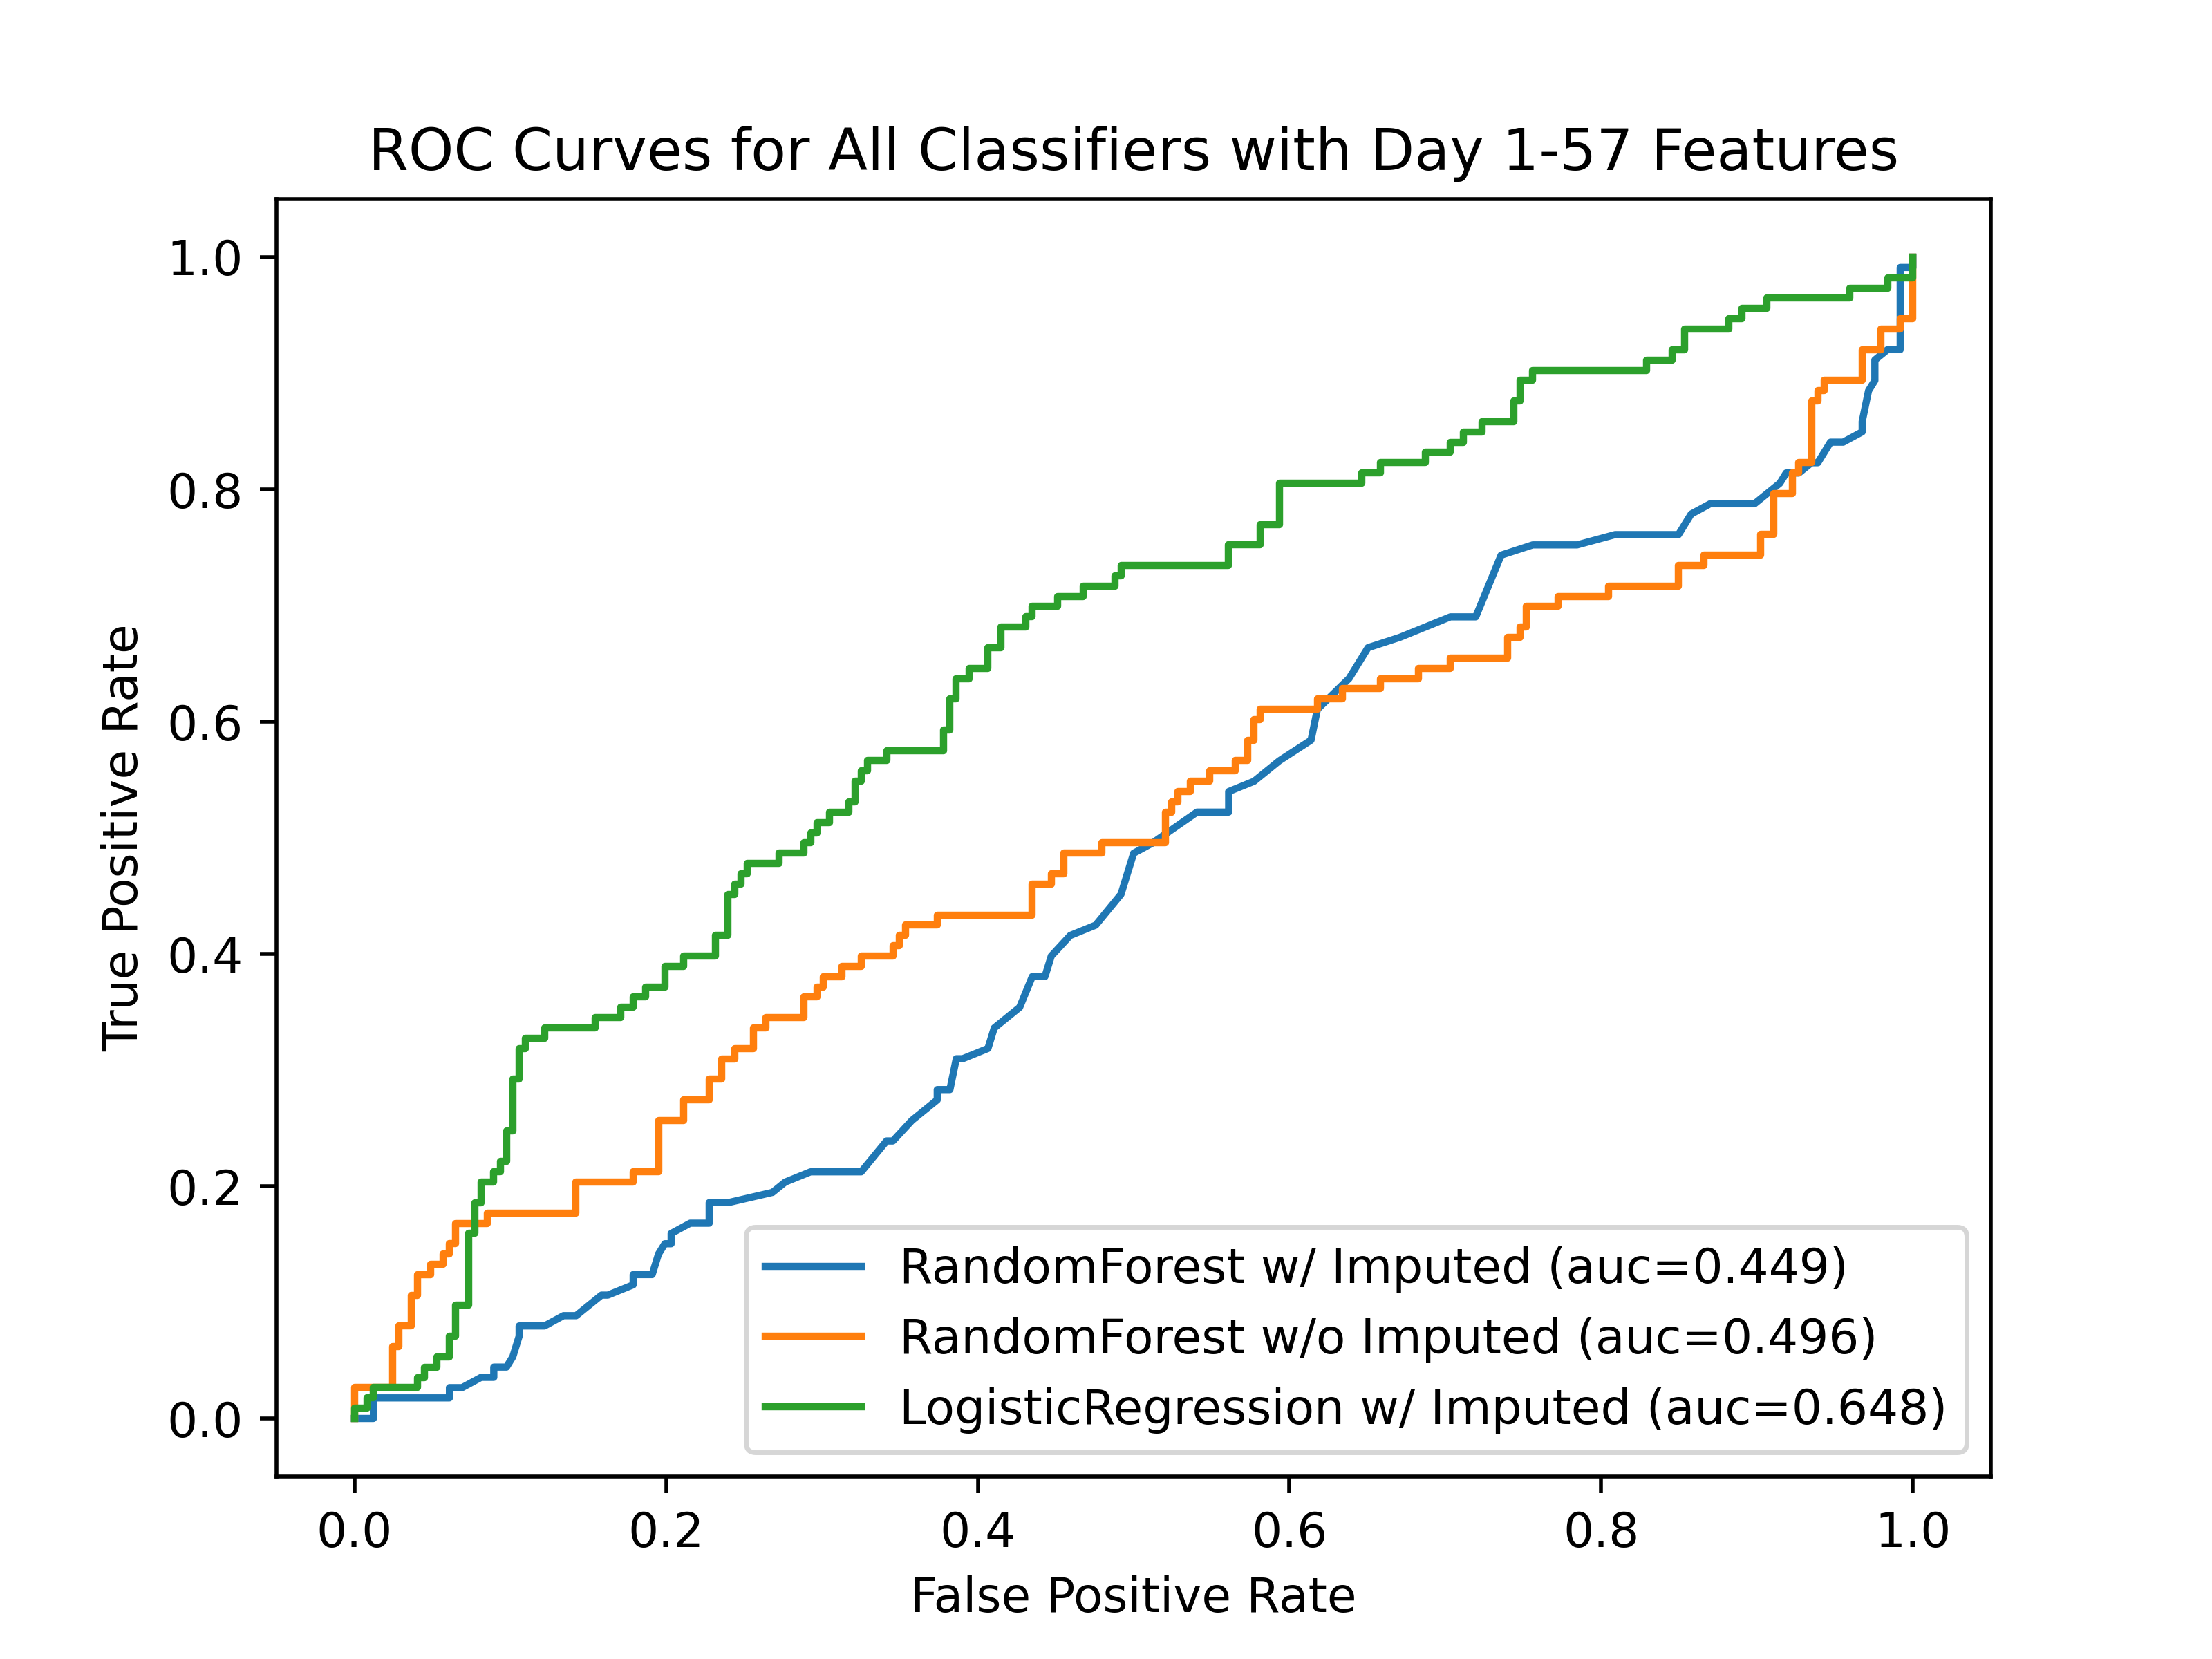 ROC Curves for All Classifiers with Day 1-57 Features
1.0
0.8
0.6
0.4
0.2
0.0
True Positive Rate
RandomForest w/ Imputed (auc=0.449)
RandomForest w/o Imputed (auc=0.496)
LogisticRegression w/ Imputed (auc=0.648)
0.0 0.2 0.4 0.6 0.8 1.0
False Positive Rate